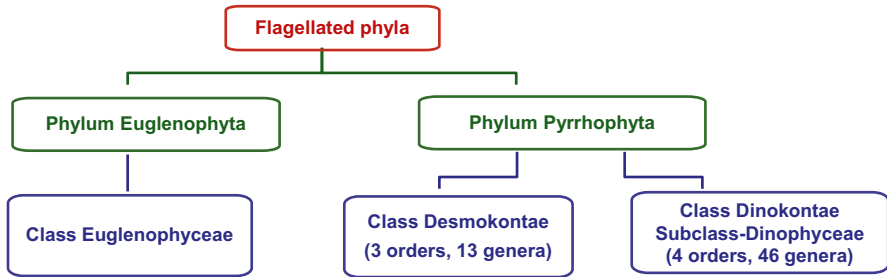 Flagellated phyla
Phylum Euglenophyta
Phylum Pyrrhophyta
Class Euglenophyceae
Class Desmokontae
(3 orders, 13 genera)
Class Dinokontae
Subclass-Dinophyceae
(4 orders, 46 genera)